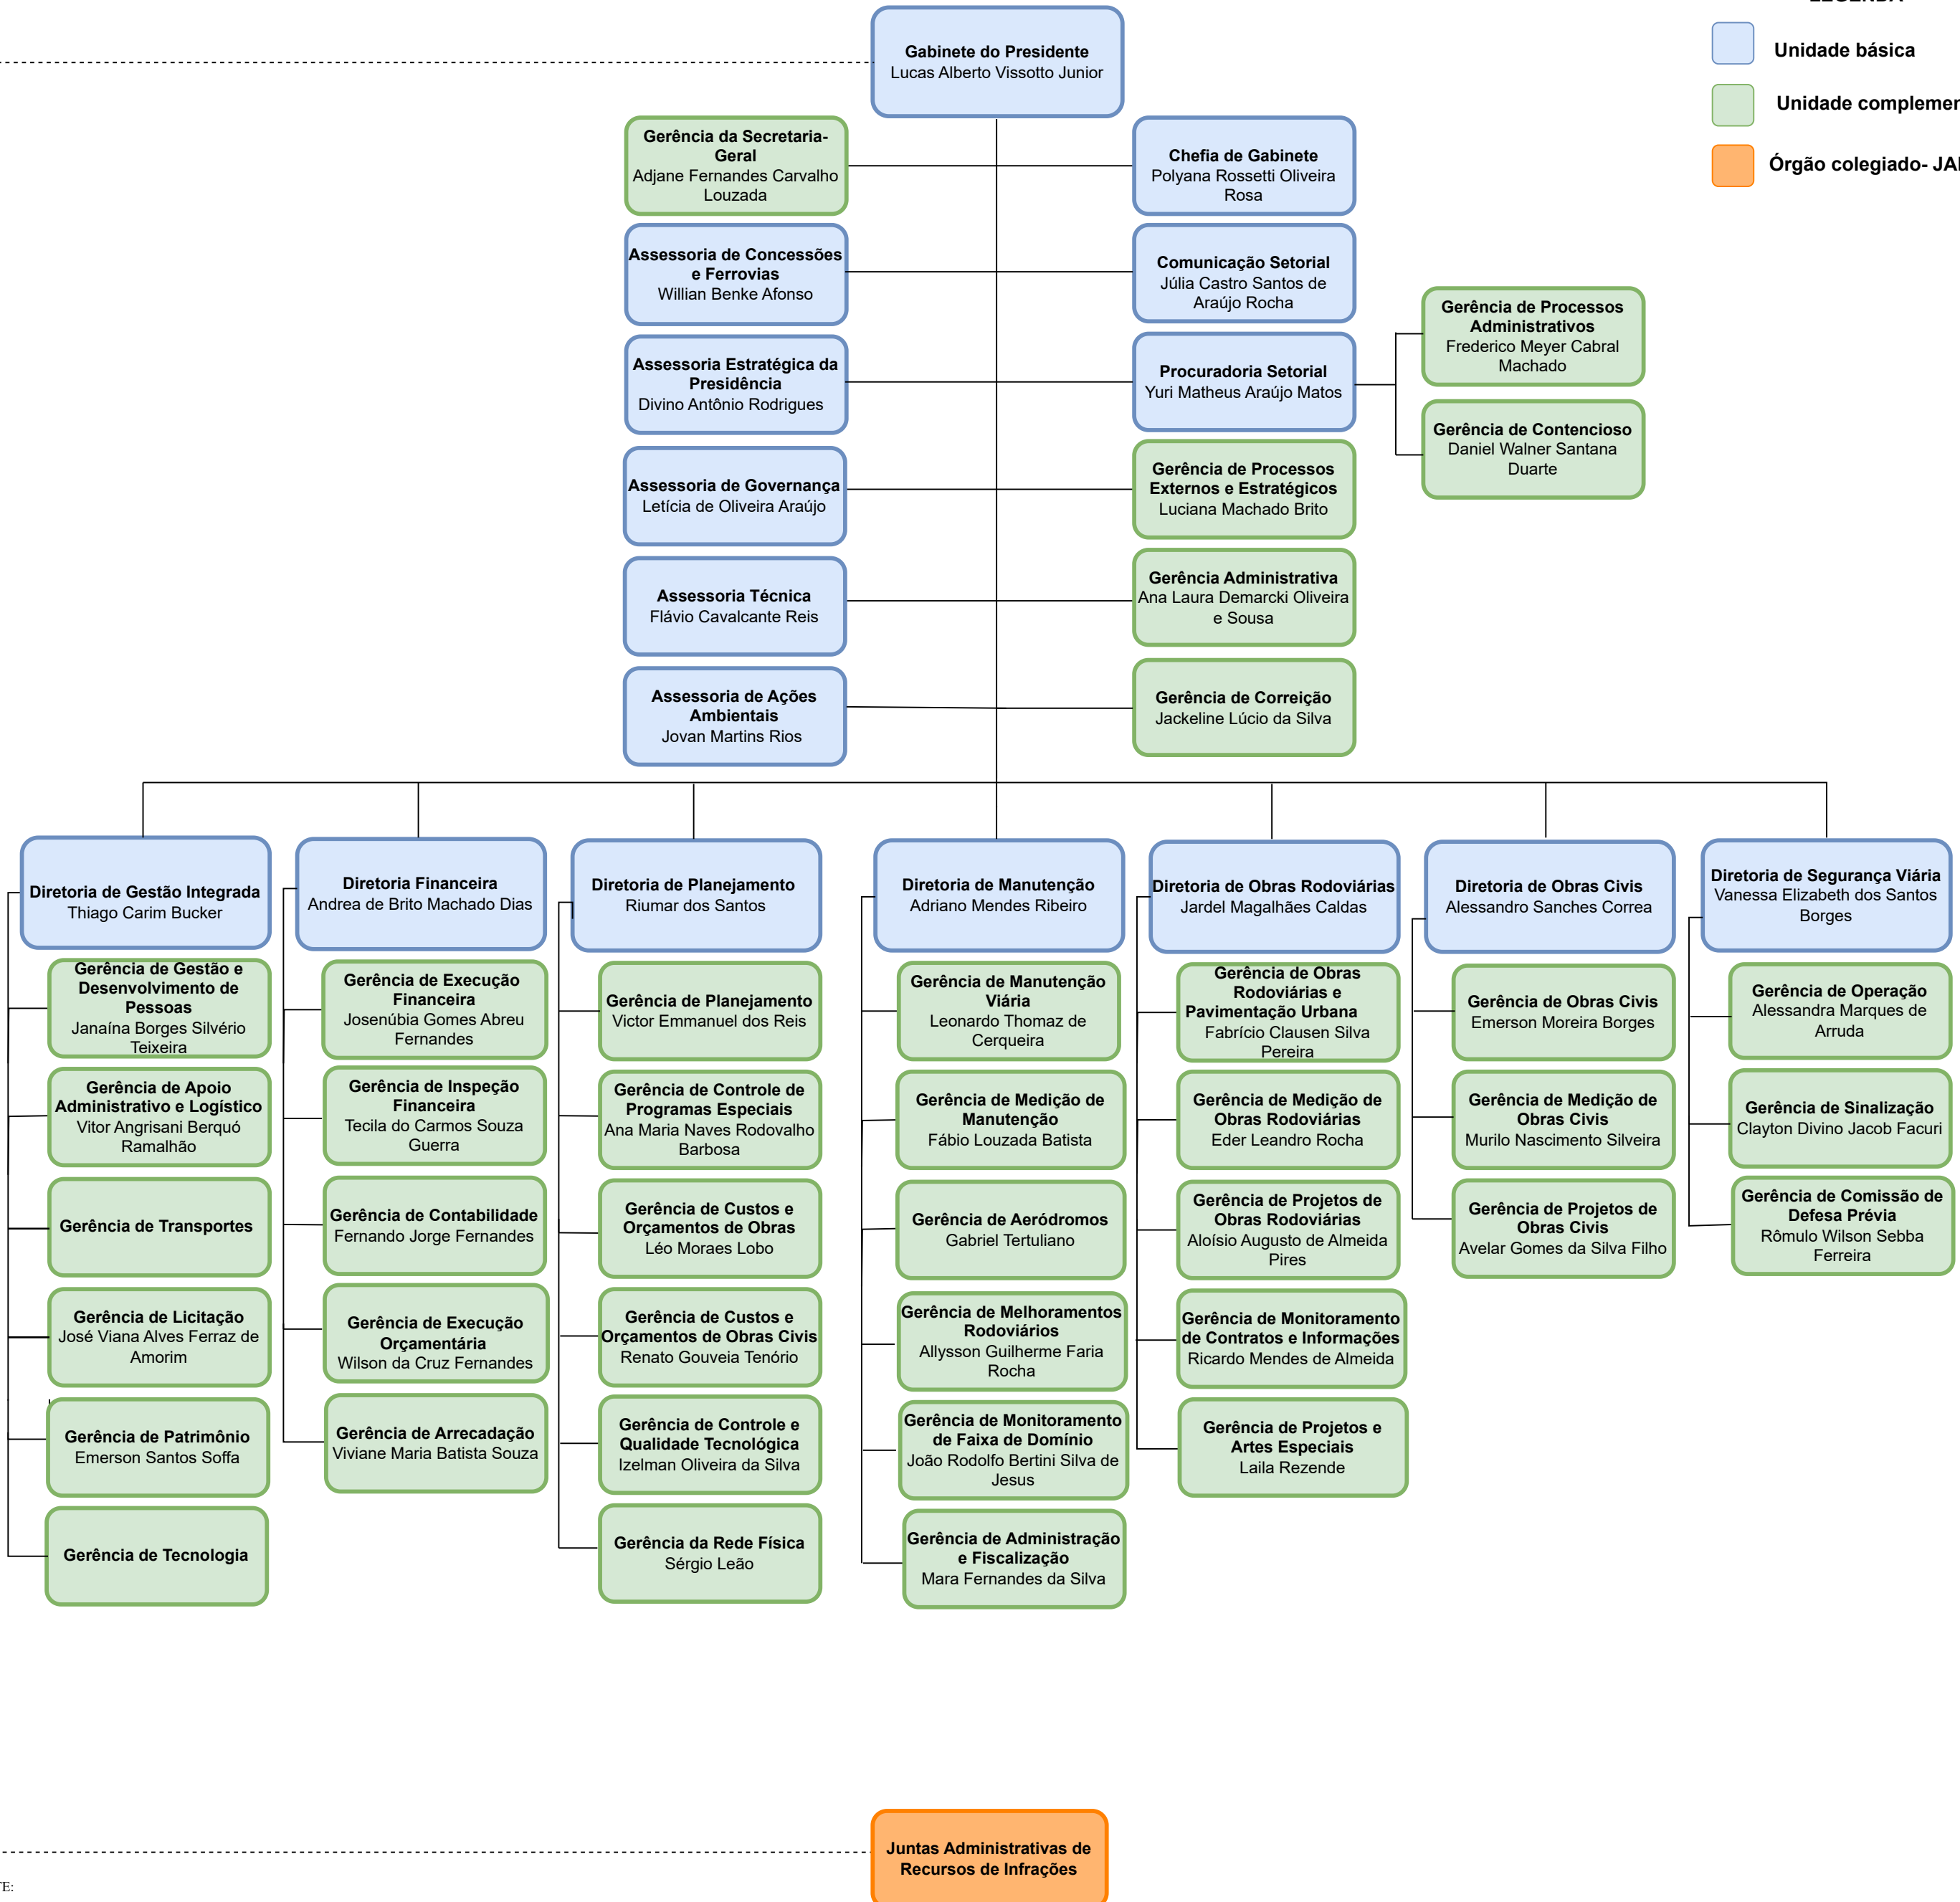 Gabinete do Presidente
Lucas Alberto Vissotto Junior
Unidade básica
Unidade complemen
Órgão colegiado- JA
Gerência da Secretaria-
Geral
Adjane Fernandes Carvalho
Louzada
Chefia de Gabinete
Polyana Rossetti Oliveira
Rosa
Assessoria de Concessões
e Ferrovias
Willian Benke Afonso
Comunicação Setorial
Júlia Castro Santos de
Araújo Rocha
Assessoria Estratégica da
Presidência
Divino Antônio Rodrigues
Procuradoria Setorial
Yuri Matheus Araújo Matos
Gerência de Processos
Administrativos
Frederico Meyer Cabral
Machado
Gerência de Contencioso
Daniel Walner Santana
Duarte
Assessoria de Governança
Letícia de Oliveira Araújo
Gerência de Processos
Externos e Estratégicos
Luciana Machado Brito
Assessoria Técnica
Flávio Cavalcante Reis
Gerência Administrativa
Ana Laura Demarcki Oliveira
e Sousa
Assessoria de Ações
Ambientais
Jovan Martins Rios
Gerência de Correição
Jackeline Lúcio da Silva
Diretoria de Gestão Integrada
Thiago Carim Bucker
Gerência de Gestão e
Desenvolvimento de
Pessoas
Janaína Borges Silvério
Teixeira
Gerência de Apoio
Administrativo e Logístico
Vitor Angrisani Berquó
Ramalhão
Gerência de Transportes
Gerência de Licitação
José Viana Alves Ferraz de
Amorim
Gerência de Patrimônio
Emerson Santos Soffa
Gerência de Tecnologia
Diretoria Financeira
Andrea de Brito Machado Dias
Gerência de Execução
Financeira
Josenúbia Gomes Abreu
Fernandes
Gerência de Inspeção
Financeira
Tecila do Carmos Souza
Guerra
Gerência de Contabilidade
Fernando Jorge Fernandes
Gerência de Execução
Orçamentária
Wilson da Cruz Fernandes
Gerência de Arrecadação
Viviane Maria Batista Souza
Diretoria de Planejamento
Riumar dos Santos
Gerência de Planejamento
Victor Emmanuel dos Reis
Gerência de Controle de
Programas Especiais
Ana Maria Naves Rodovalho
Barbosa
Gerência de Custos e
Orçamentos de Obras
Léo Moraes Lobo
Gerência de Custos e
Orçamentos de Obras Civis
Renato Gouveia Tenório
Gerência de Controle e
Qualidade Tecnológica
Izelman Oliveira da Silva
Gerência da Rede Física
Sérgio Leão
Diretoria de Manutenção
Adriano Mendes Ribeiro
Gerência de Manutenção
Viária
Leonardo Thomaz de
Cerqueira
Gerência de Medição de
Manutenção
Fábio Louzada Batista
Gerência de Aeródromos
Gabriel Tertuliano
Gerência de Melhoramentos
Rodoviários
Allysson Guilherme Faria
Rocha
Gerência de Monitoramento
de Faixa de Domínio
João Rodolfo Bertini Silva de
Jesus
Gerência de Administração
e Fiscalização
Mara Fernandes da Silva
Diretoria de Obras Rodoviárias
Jardel Magalhães Caldas
Gerência de Obras
Rodoviárias e
Pavimentação Urbana
Fabrício Clausen Silva
Pereira
Gerência de Medição de
Obras Rodoviárias
Eder Leandro Rocha
Gerência de Projetos de
Obras Rodoviárias
Aloísio Augusto de Almeida
Pires
Gerência de Monitoramento
de Contratos e Informações
Ricardo Mendes de Almeida
Gerência de Projetos e
Artes Especiais
Laila Rezende
Diretoria de Obras Civis
Alessandro Sanches Correa
Gerência de Obras Civis
Emerson Moreira Borges
Gerência de Medição de
Obras Civis
Murilo Nascimento Silveira
Gerência de Projetos de
Obras Civis
Avelar Gomes da Silva Filho
Diretoria de Segurança Viária
Vanessa Elizabeth dos Santos
Borges
Gerência de Operação
Alessandra Marques de
Arruda
Gerência de Sinalização
Clayton Divino Jacob Facuri
Gerência de Comissão de
Defesa Prévia
Rômulo Wilson Sebba
Ferreira
Juntas Administrativas de
Recursos de Infrações
TE: